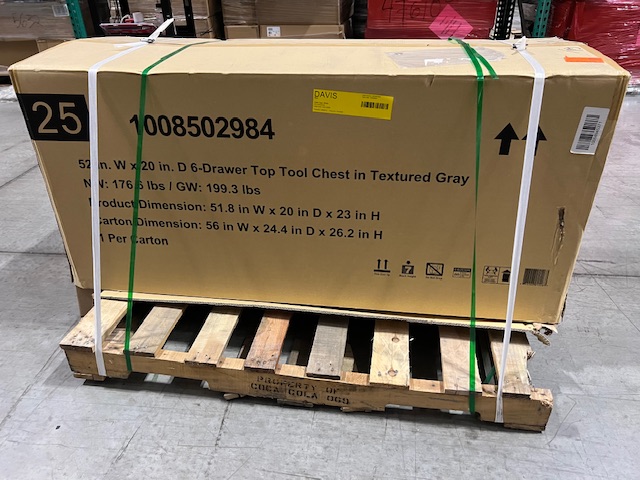 25
1008502984
DAVIS
52 in. W x 20 in. D 6-Drawer Top Tool Chest in Textured Gray
NW: 176.6 lbs / GW: 199.3 lbs
Product Dimension: 51.8 in W x 20 in D x 23 in H
Carton Dimension: 56 in W x 24.4 in D x 26.2 in H
1 Per Carton
PROPERTY OF
COCA COLA